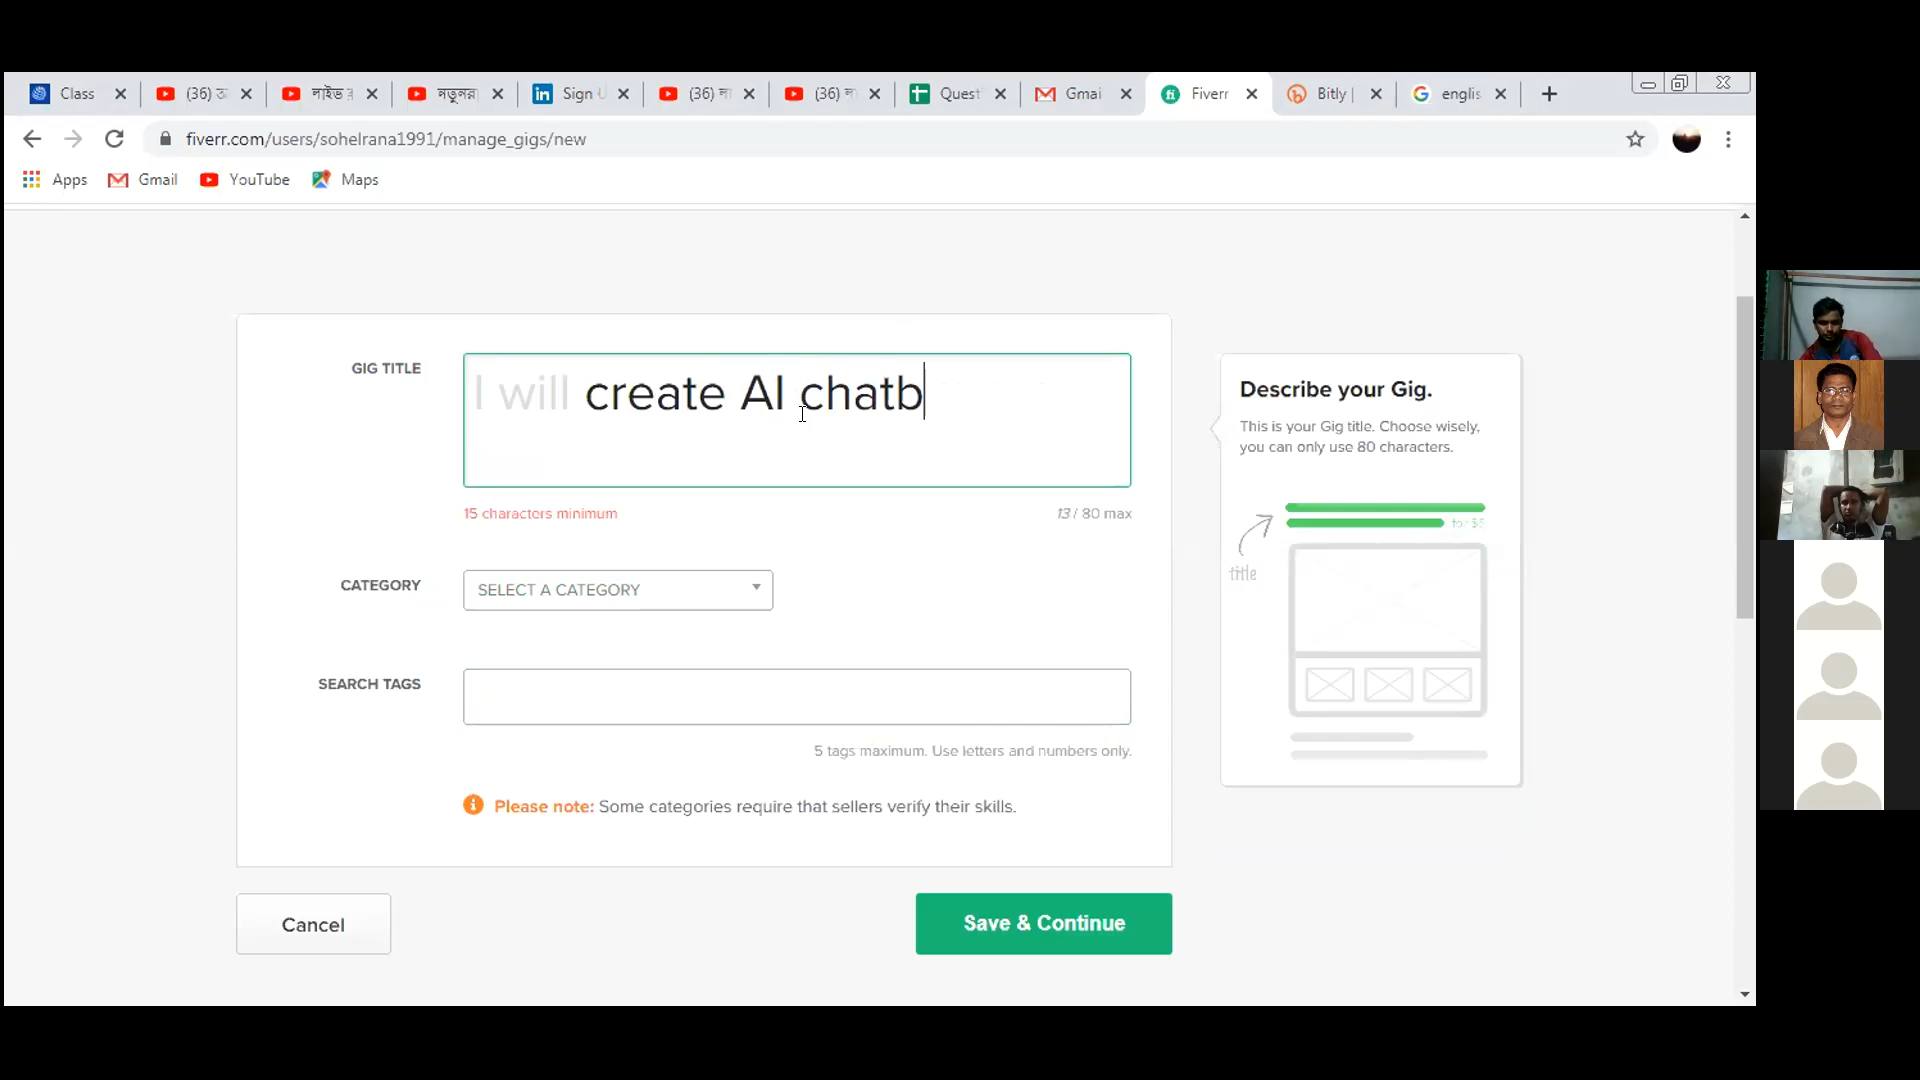 Class
(36) ত
লাইভ ক
নতুনর
Sign U
(36) ল
(36) ল
Quest
Gmai
Fiverr
Bitly |
englis
fiverr.com/users/sohelrana1991/manage_gigs/new
Apps
Gmail
YouTube
Maps
GIG TITLE
I will create AI chatb
15 characters minimum
13 / 80 max
CATEGORY
SELECT A CATEGORY
SEARCH TAGS
5 tags maximum. Use letters and numbers only.
Please note: Some categories require that sellers verify their skills.
Cancel
Save & Continue
Describe your Gig.
This is your Gig title. Choose wisely,
you can only use 80 characters.
for $5
title